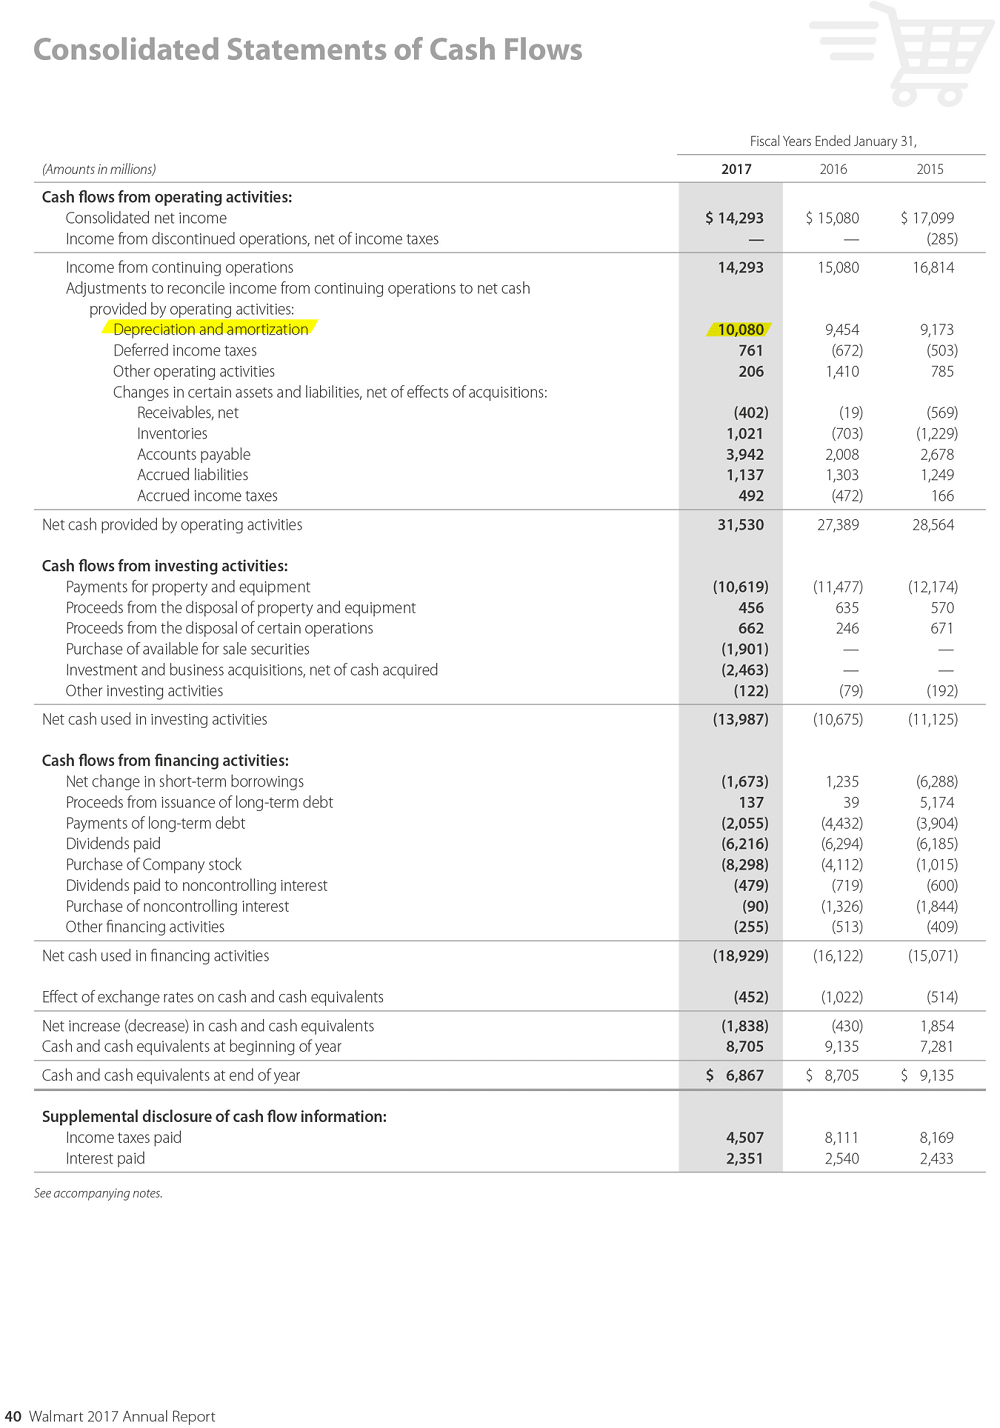 Consolidated Statements of Cash Flows
Fiscal Years Ended January 31,
(Amounts in millions) 2017 2016 2015
Cash flows from operating activities:
Consolidated net income $ 14,293 $ 15,080 $ 17,099
Income from discontinued operations, net of income taxes — — (285)
Income from continuing operations 14,293 15,080 16,814
Adjustments to reconcile income from continuing operations to net cash
provided by operating activities:
Depreciation and amortization 10,080 9,454 9,173
Deferred income taxes 761 (672) (503)
Other operating activities 206 1,410 785
Changes in certain assets and liabilities, net of effects of acquisitions:
Receivables, net (402) (19) (569)
Inventories 1,021 (703) (1,229)
Accounts payable 3,942 2,008 2,678
Accrued liabilities 1,137 1,303 1,249
Accrued income taxes 492 (472) 166
Net cash provided by operating activities 31,530 27,389 28,564
Cash flows from investing activities:
Payments for property and equipment (10,619) (11,477) (12,174)
Proceeds from the disposal of property and equipment 456 635 570
Proceeds from the disposal of certain operations 662 246 671
Purchase of available for sale securities (1,901) — —
Investment and business acquisitions, net of cash acquired (2,463) — —
Other investing activities (122) (79) (192)
Net cash used in investing activities (13,987) (10,675) (11,125)
Cash flows from financing activities:
Net change in short-term borrowings (1,673) 1,235 (6,288)
Proceeds from issuance of long-term debt 137 39 5,174
Payments of long-term debt (2,055) (4,432) (3,904)
Dividends paid (6,216) (6,294) (6,185)
Purchase of Company stock (8,298) (4,112) (1,015)
Dividends paid to noncontrolling interest (479) (719) (600)
Purchase of noncontrolling interest (90) (1,326) (1,844)
Other financing activities (255) (513) (409)
Net cash used in financing activities (18,929) (16,122) (15,071)
Effect of exchange rates on cash and cash equivalents (452) (1,022) (514)
Net increase (decrease) in cash and cash equivalents (1,838) (430) 1,854
Cash and cash equivalents at beginning of year 8,705 9,135 7,281
Cash and cash equivalents at end of year $ 6,867 $ 8,705 $ 9,135
Supplemental disclosure of cash flow information:
Income taxes paid 4,507 8,111 8,169
Interest paid 2,351 2,540 2,433
See accompanying notes.
40 Walmart 2017 Annual Report